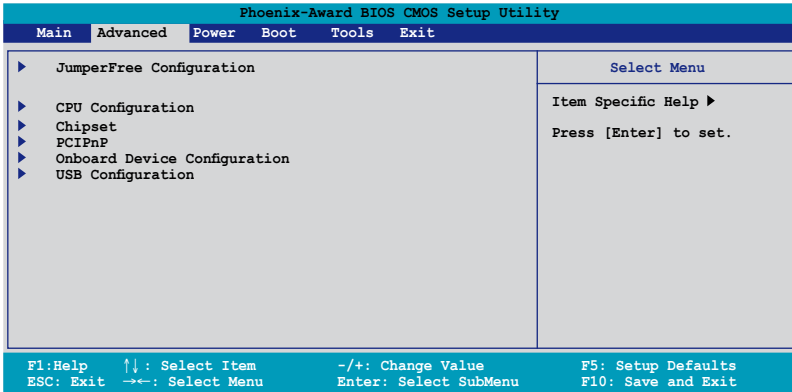 Phoenix-Award BIOS CMOS Setup Utility
Main Advanced Power Boot Tools Exit
JumperFree Configuration
CPU Configuration
Chipset
PCIPnP
Onboard Device Configuration
USB Configuration
Select Menu
Item Specific Help ▶
Press [Enter] to set.
F1:Help ↑↓: Select Item -/+: Change Value F5: Setup Defaults
ESC: Exit →←: Select Menu Enter: Select SubMenu F10: Save and Exit